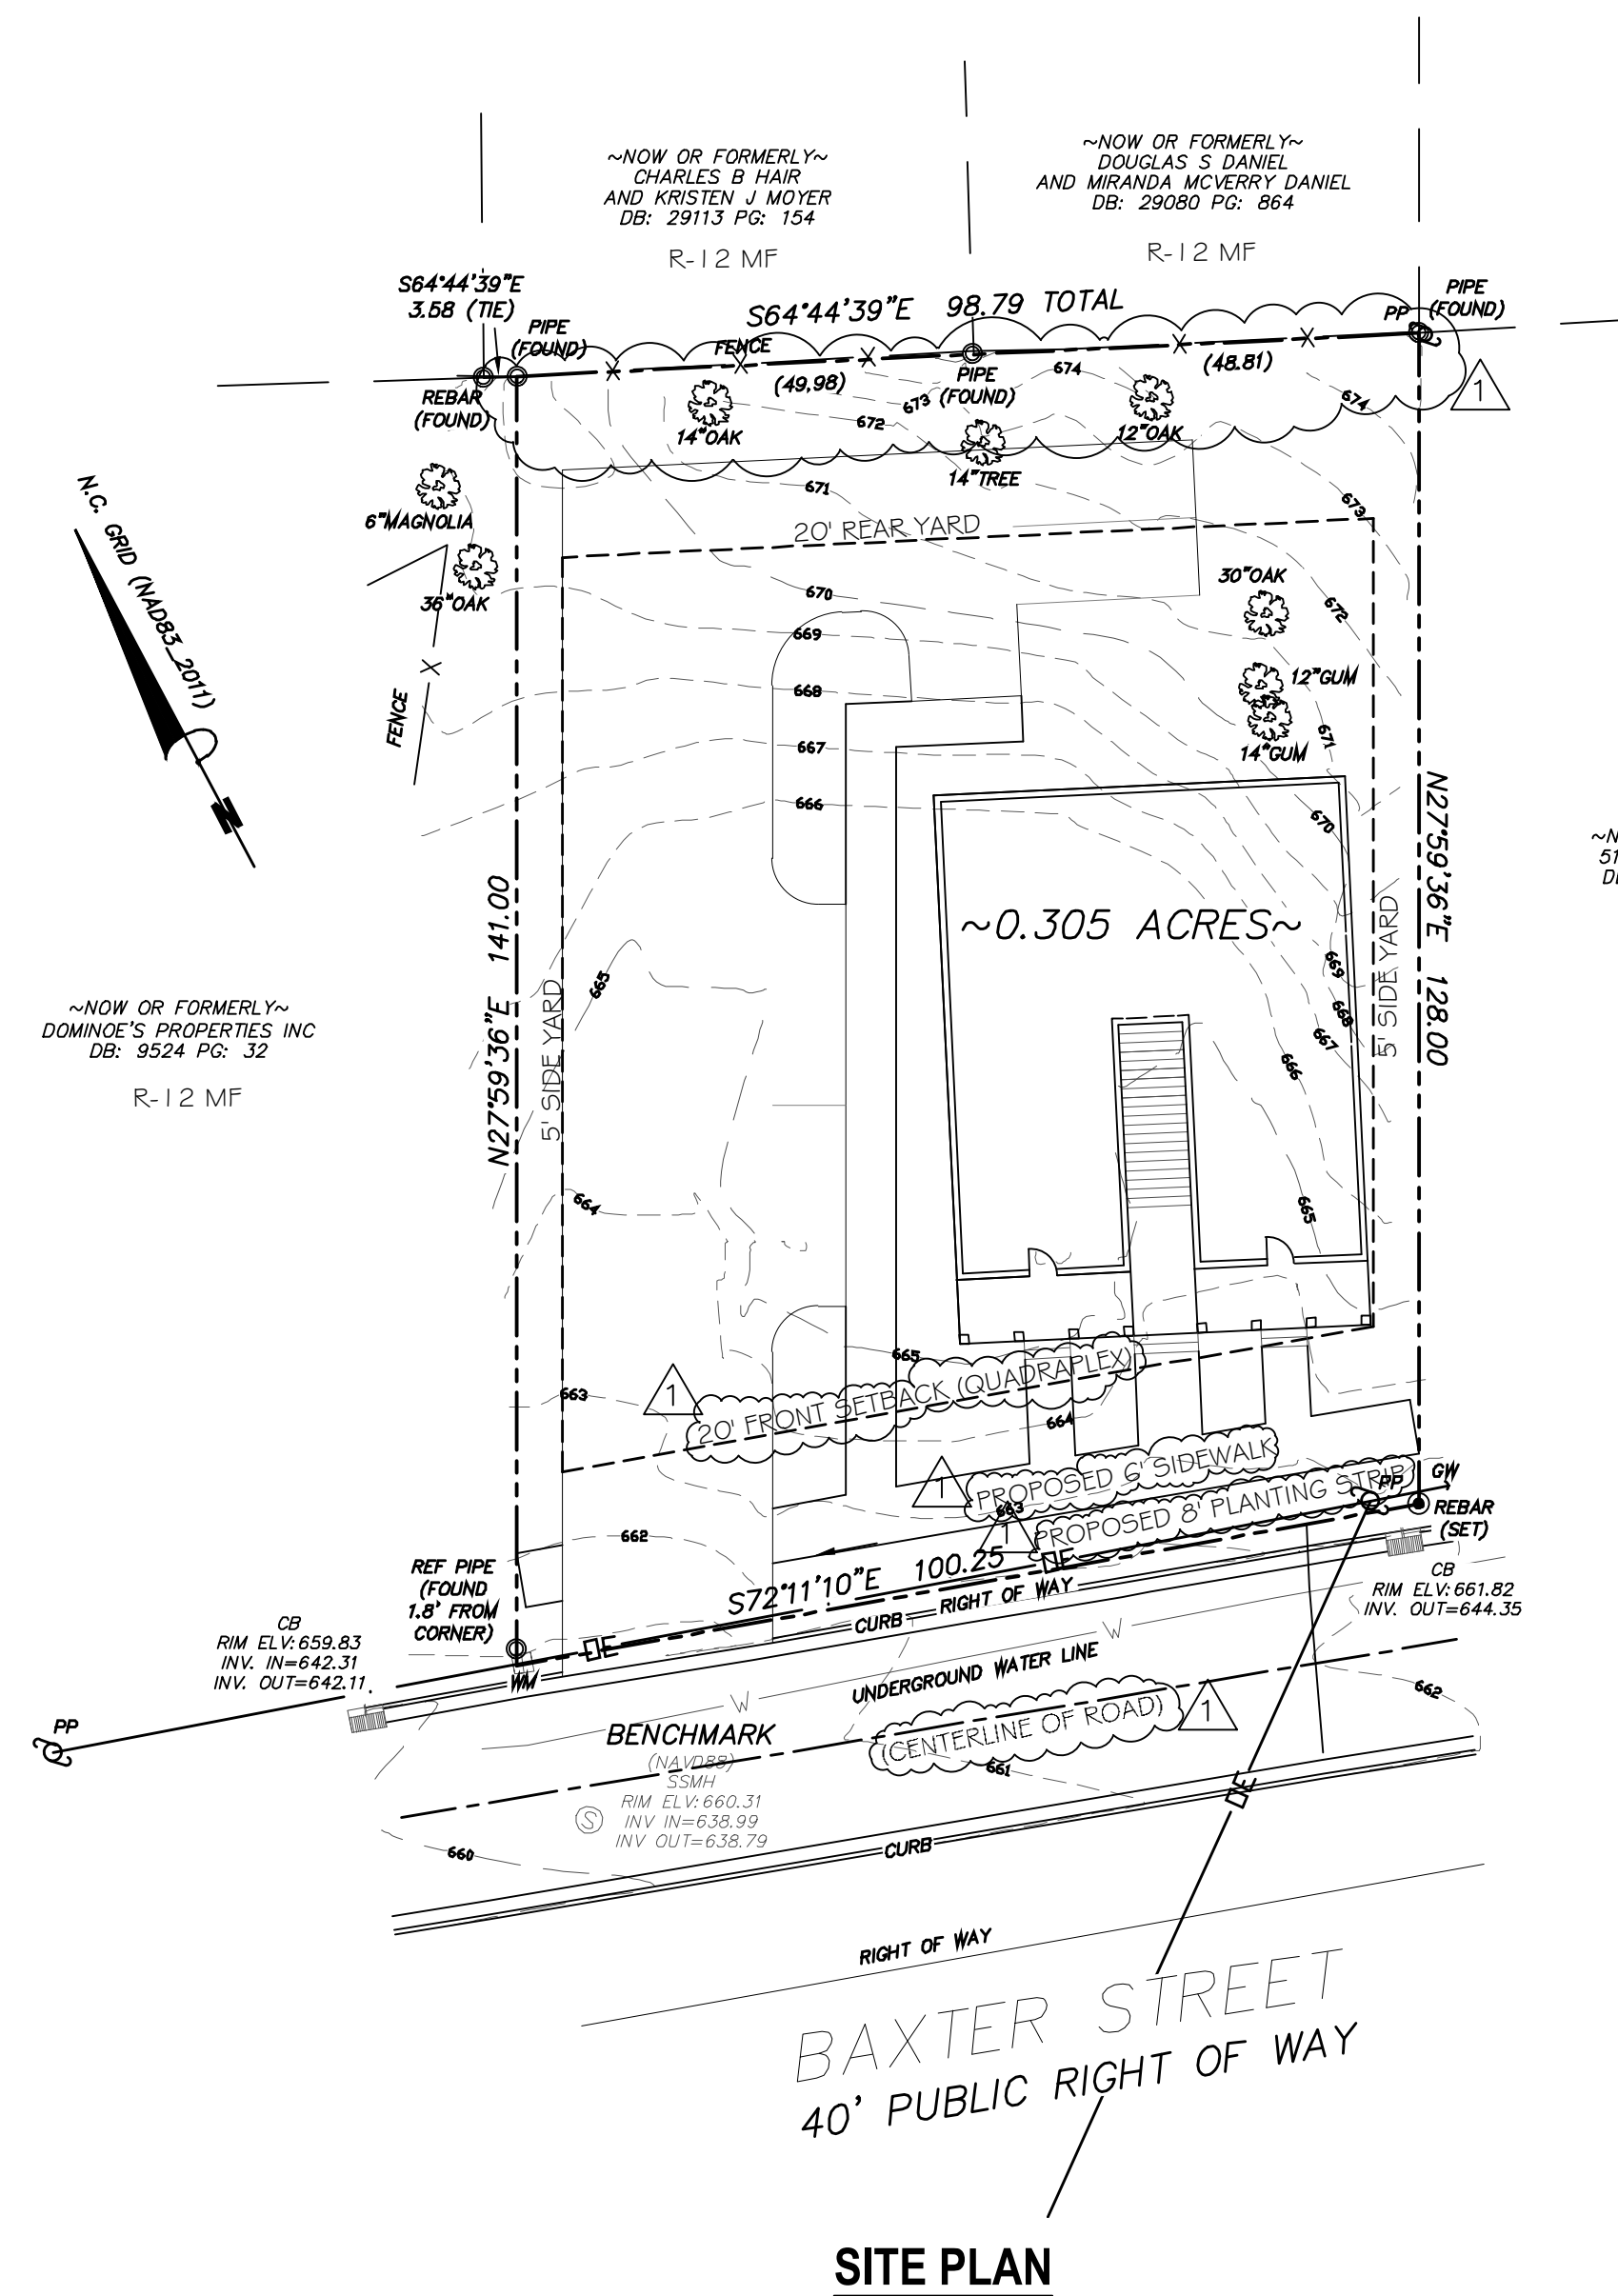 ~NOW OR FORMERLY~
CHARLES B HAIR
AND KRISTEN J MOYER
DB: 29113 PG: 154
R-12 MF
~NOW OR FORMERLY~
DOUGLAS S DANIEL
AND MIRANDA MCVERRY DANIEL
DB: 29080 PG: 864
R-12 MF
S64°44'39"E
3.58 (TIE)
PIPE
(FOUND)
S64°44'39"E 98.79 TOTAL
PP
PIPE
(FOUND)
FENCE
REBAR
(FOUND)
(49.98)
PIPE
(FOUND)
674
(48.81)
674
1
14"OAK
672
673
12"OAK
14"TREE
6"MAGNOLIA
671
673
20' REAR YARD
N.C. GRID (NAD83_2011)
N
36"OAK
FENCE
X
670
30"OAK
672
669
668
12"GUM
14"GUM
671
667
666
670
N27°59'36"E 141.00
5' SIDE YARD
665
~0.305 ACRES~
669
668
667
666
665
5' SIDE YARD
N27°59'36"E 128.00
~N
51
D
~NOW OR FORMERLY~
DOMINOE'S PROPERTIES INC
DB: 9524 PG: 32
R-12 MF
664
665
663
1
20' FRONT SETBACK (QUADRAPLEX)
664
1
PROPOSED 6' SIDEWALK
663
1
PROPOSED 8' PLANTING STRIP
PP
GW
REBAR
(SET)
662
REF PIPE
(FOUND
1.8' FROM
CORNER)
S72°11'10"E 100.25
OE
OE
CURB
RIGHT OF WAY
CB
RIM ELV:661.82
INV. OUT=644.35
CB
RIM ELV:659.83
INV. IN=642.31
INV. OUT=642.11
WM
PP
W
W
UNDERGROUND WATER LINE
BENCHMARK
(NAVD88)
SSMH
RIM ELV:660.31
INV IN=638.99
INV OUT=638.79
S
(CENTERLINE OF ROAD)
1
662
661
OE
660
CURB
RIGHT OF WAY
BAXTER STREET
40' PUBLIC RIGHT OF WAY
SITE PLAN